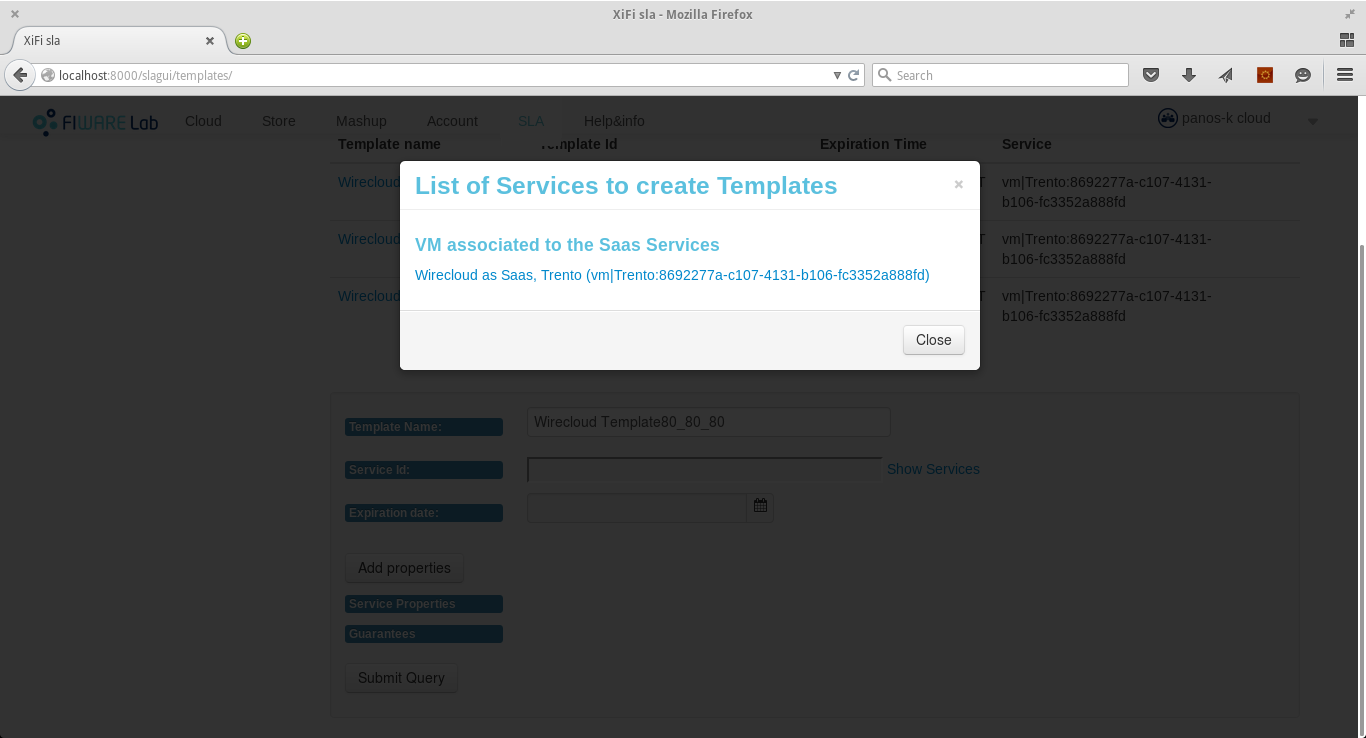 XiFi sla - Mozilla Firefox
XiFi sla
localhost:8000/slagui/templates/
Search
FIWARE Lab Cloud Store Mashup Account SLA Help&info panos-k cloud
Template name Template Id Expiration Time Service
Wirecloud T vm|Trento:8692277a-c107-4131-
b106-fc3352a888fd
Wirecloud T vm|Trento:8692277a-c107-4131-
b106-fc3352a888fd
Wirecloud T vm|Trento:8692277a-c107-4131-
b106-fc3352a888fd
List of Services to create Templates ×
VM associated to the Saas Services
Wirecloud as Saas, Trento (vm|Trento:8692277a-c107-4131-b106-fc3352a888fd)
Close
Template Name: Wirecloud Template80_80_80
Service Id: Show Services
Expiration date:
Add properties
Service Properties
Guarantees
Submit Query